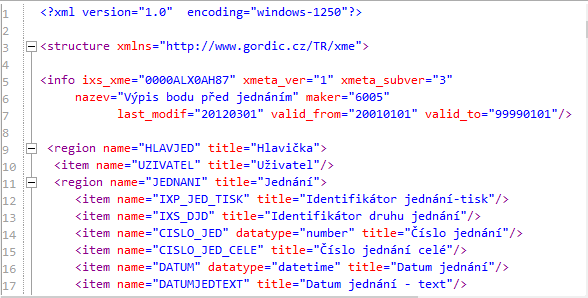 1 <?xml version="1.0"  encoding="windows-1250"?>
2
3 <structure xmlns="http://www.gordic.cz/TR/xme">
4
5 <info ixs_xme="0000ALX0AH87" xmeta_ver="1" xmeta_subver="3"
6 nazev="Výpis bodu před jednáním" maker="6005"
7 last_modif="20120301" valid_from="20010101" valid_to="99990101"/>
8
9 <region name="HLAVJED" title="Hlavička">
10 <item name="UZIVATEL" title="Uživatel"/>
11 <region name="JEDNANI" title="Jednání">
12 <item name="IXP_JED_TISK" title="Identifikátor jednání-tisk"/>
13 <item name="IXS_DJD" title="Identifikátor druhu jednání"/>
14 <item name="CISLO_JED" datatype="number" title="Číslo jednání"/>
15 <item name="CISLO_JED_CELE" title="Číslo jednání celé"/>
16 <item name="DATUM" datatype="datetime" title="Datum jednání"/>
17 <item name="DATUMJEDTEXT" title="Datum jednání - text"/>